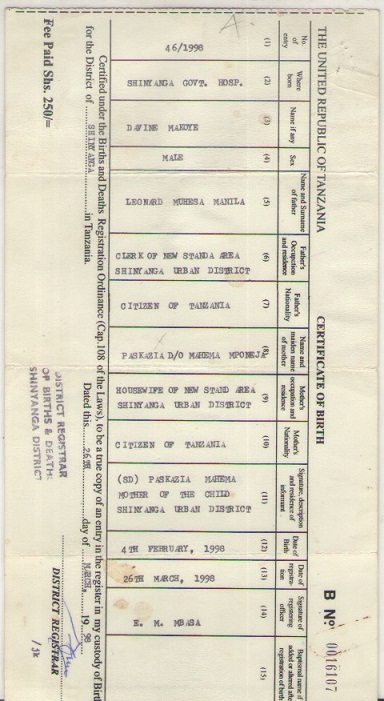 THE UNITED REPUBLIC OF TANZANIA
CERTIFICATE OF BIRTH
B Nº 0016107
No. of entry
(1)
46/1998
Where born
(2)
SHINYANGA GOVT. HOSP.
Name if any
(3)
DAVINE MAKOYE
Sex
(4)
MALE
Name and Surname of father
(5)
LEONARD MUHESA MANILA
Father's Occupation and residence
(6)
CLERK OF NEW STANDA AREA
SHINYANGA URBAN DISTRICT
Father's Nationality
(7)
CITIZEN OF TANZANIA
Name and maiden name of mother
(8)
PASKAZIA D/O MAHEMA MPONEJA
Mother's occupation and residence
(9)
HOUSEWIFE OF NEW STAND AREA
SHINYANGA URBAN DISTRICT
Mother's Nationality
(10)
CITIZEN OF TANZANIA
Signature, description and residence of informant
(11)
(SD) PASKAZIA MAHEMA
MOTHER OF THE CHILD
SHINYANGA URBAN DISTRICT
Date of Birth
(12)
4TH FEBRUARY, 1998
Date of registration
(13)
26TH MARCH, 1998
Signature of registering officer
(14)
E. M. MBASA
Baptismal name if added or altered after registration of birth
(15)
Certified under the Births and Deaths Registration Ordinance (Cap. 108 of the Laws), to be a true copy of an entry in the register in my custody of Birth
for the District of SHINYANGA in Tanzania. Dated this 26TH day of MARCH, 19 98
Fee Paid Shs. 250/=
DISTRICT REGISTRAR
OF BIRTHS & DEATH
SHINYANGA DISTRICT
DISTRICT REGISTRAR